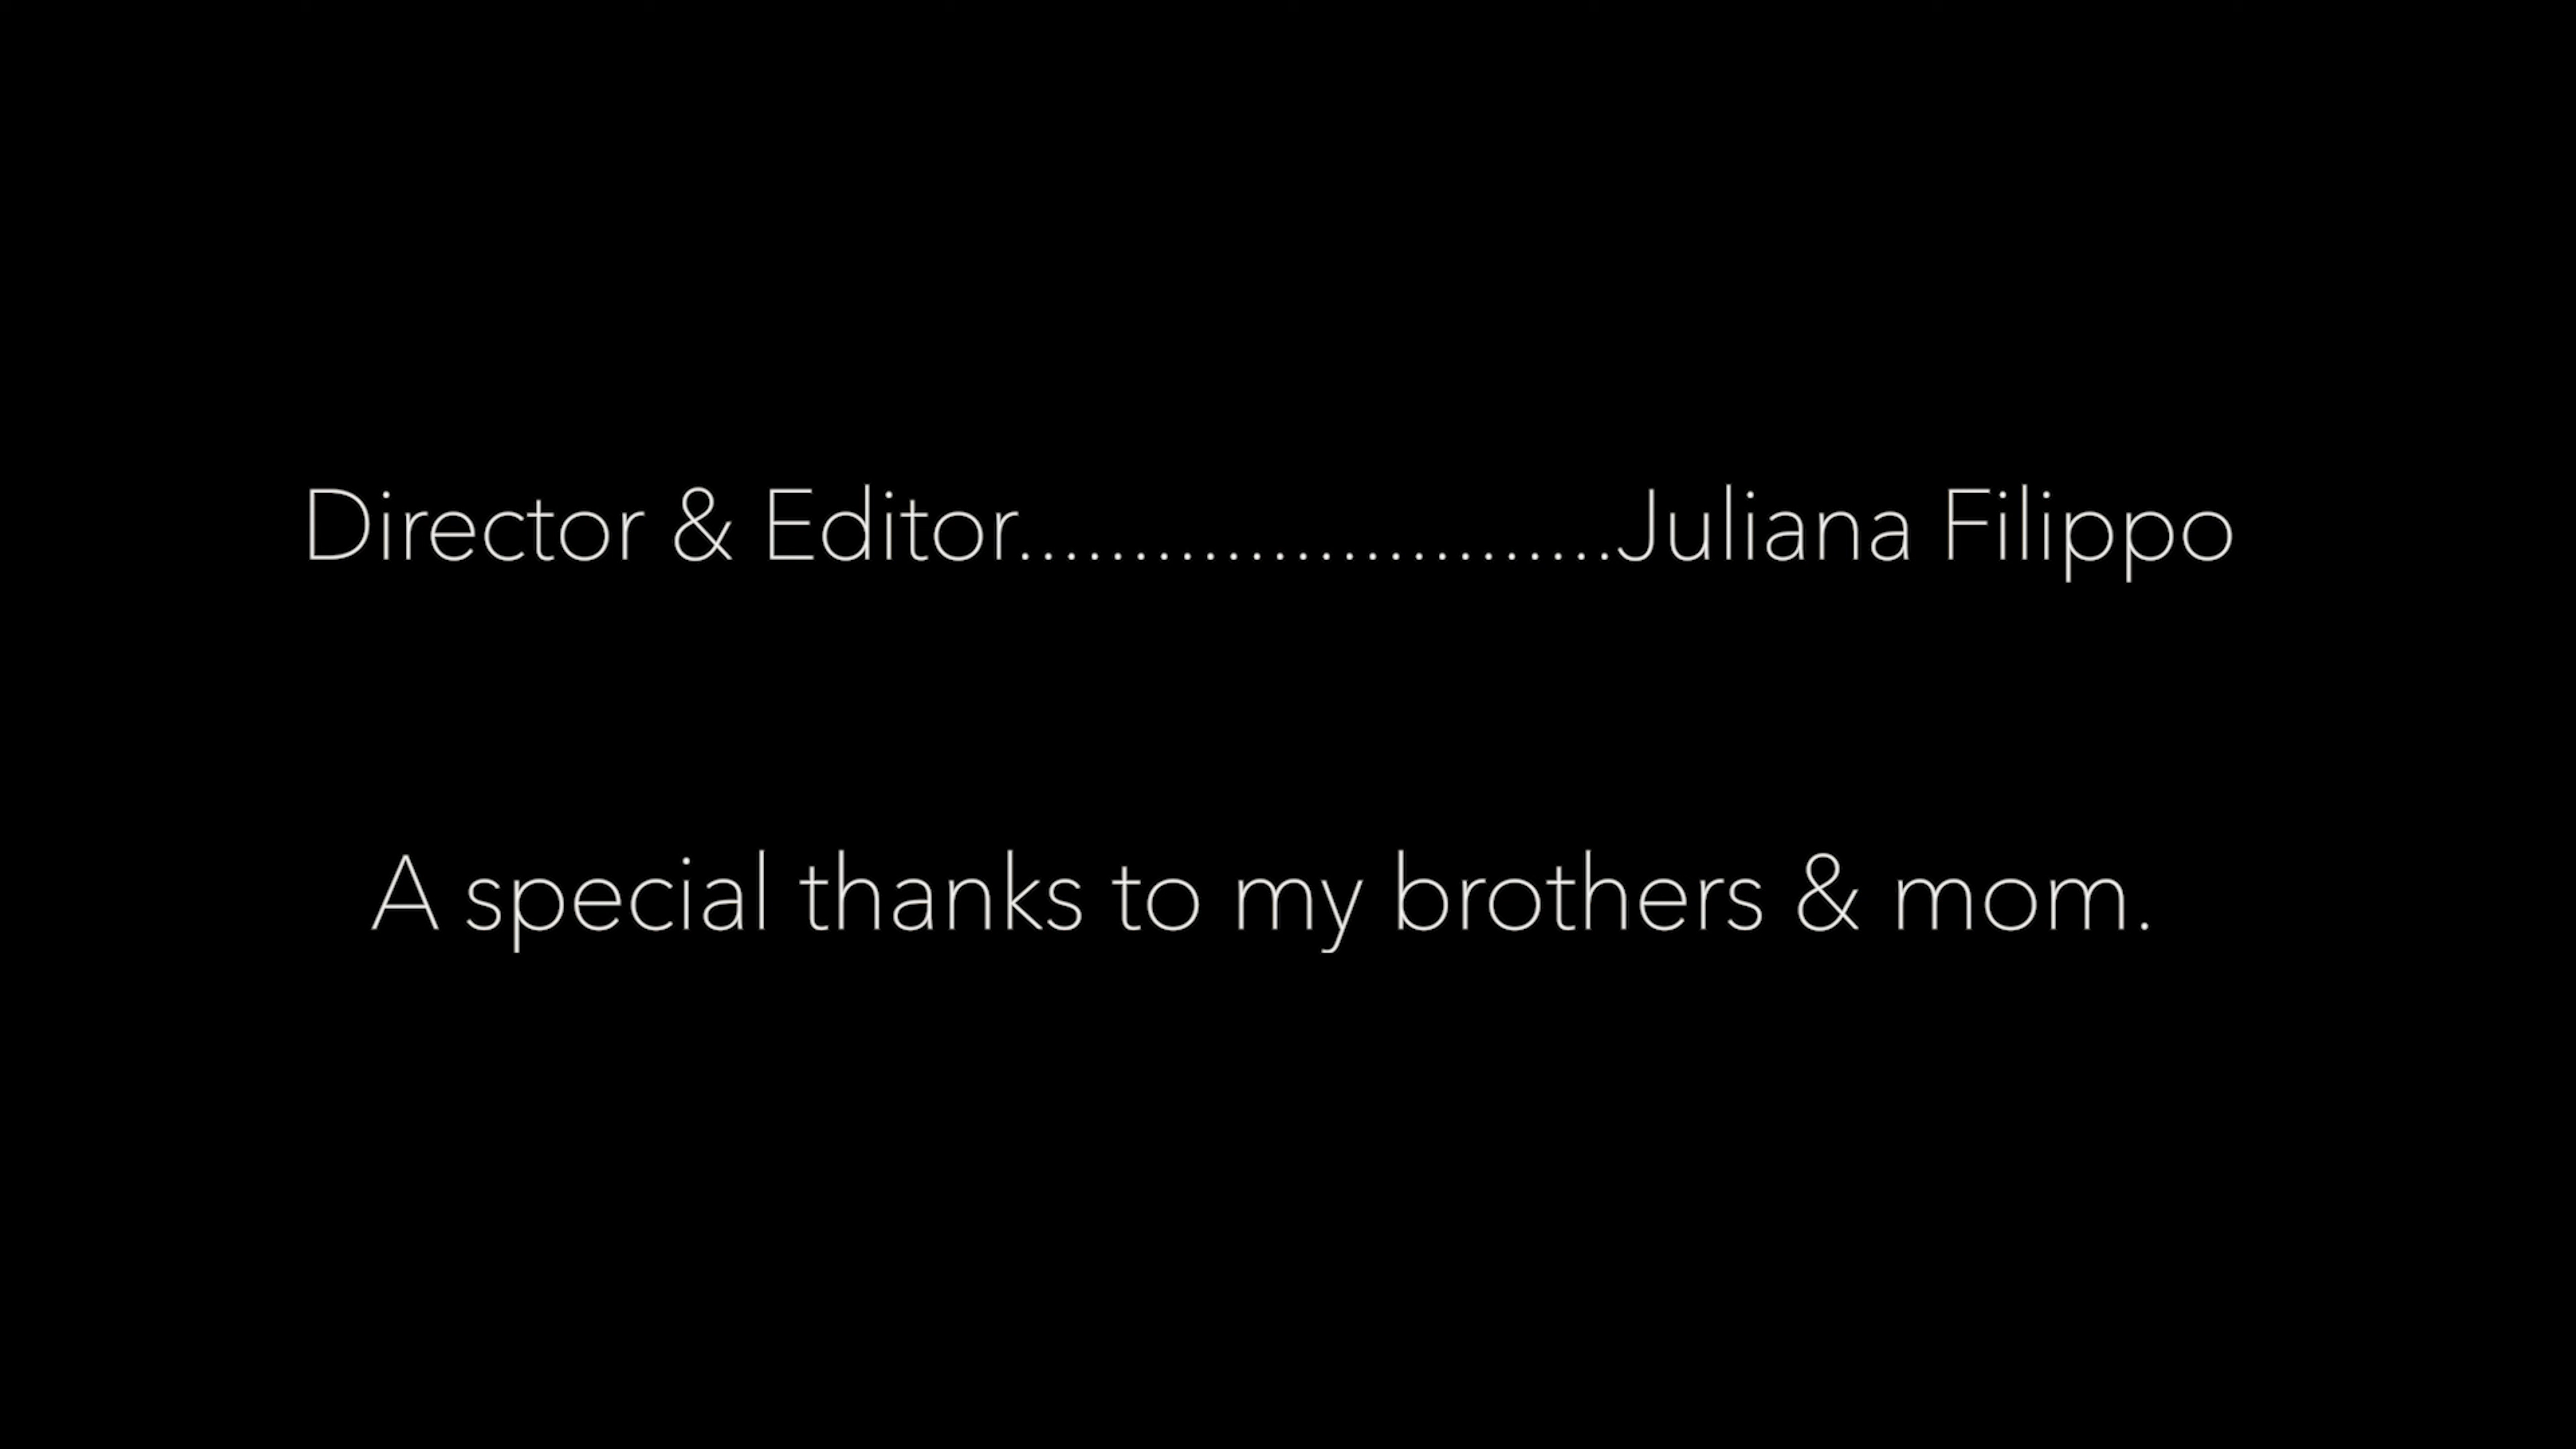 Director & Editor..........................Juliana Filippo
A special thanks to my brothers & mom.